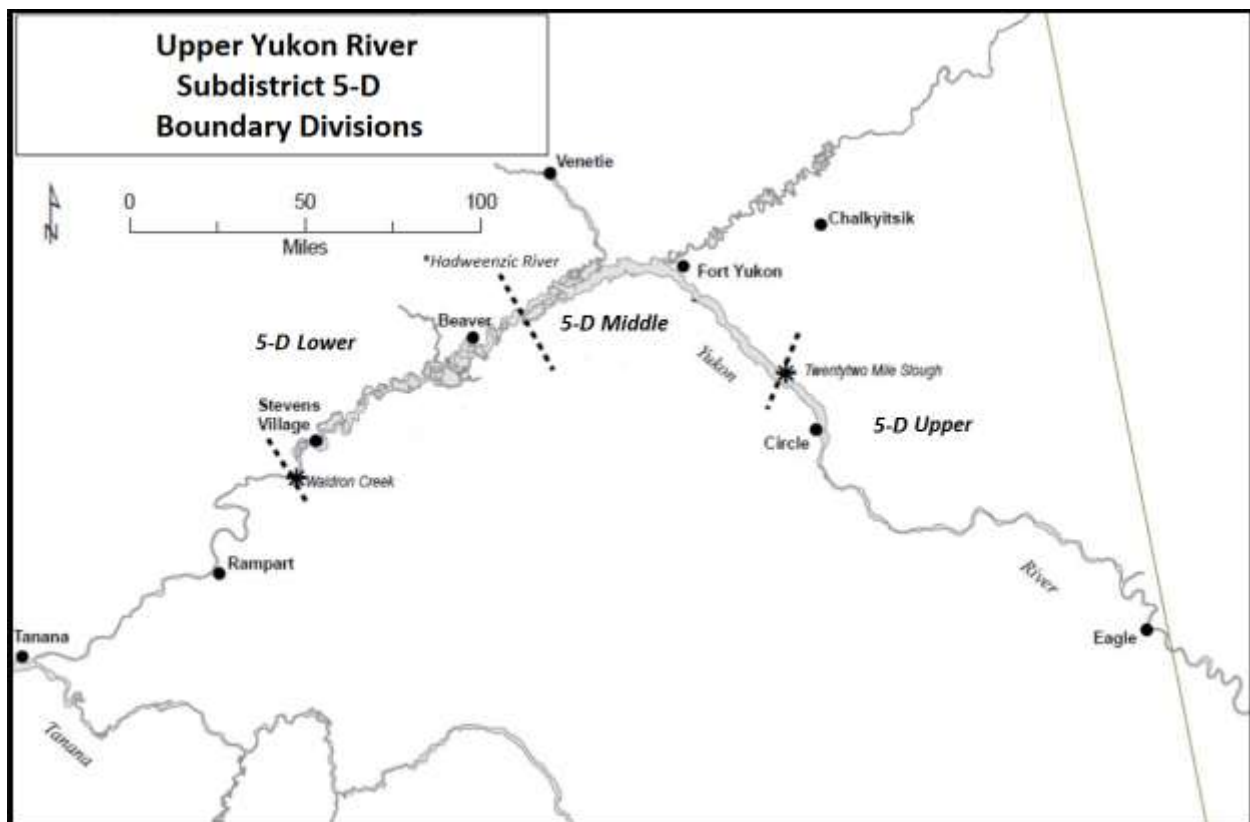 Upper Yukon River
Subdistrict 5-D
Boundary Divisions
Venetie
N
0 50 100
Miles
Chalkyitsik
*Hadweenzic River
Fort Yukon
Beaver
5-D Middle
5-D Lower
Yukon
Twentytwo Mile Slough
Stevens
Village
5-D Upper
Circle
Waldron Creek
Rampart
River
Tanana
Eagle
Tanana